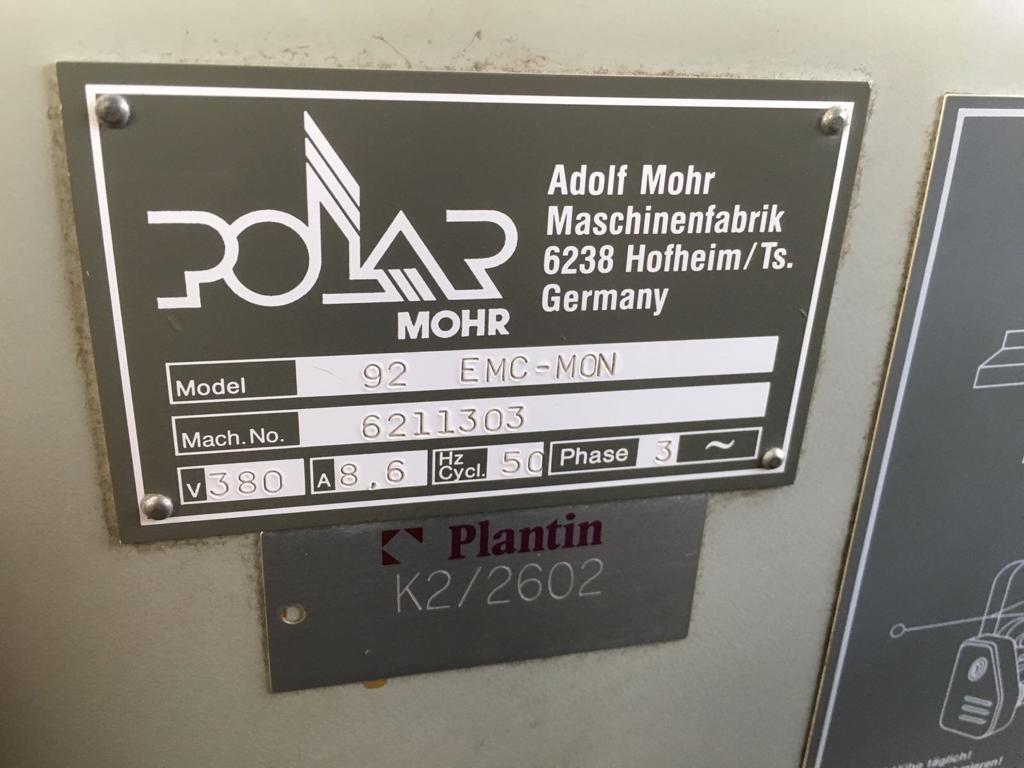 POLAR
MOHR
Adolf Mohr
Maschinenfabrik
6238 Hofheim/Ts.
Germany
Model 92 EMC-MON
Mach.No. 6211303
V 380 A 8,6 Hz Cycl. 50 Phase 3 ~
Plantin
K2/2602
täglich!